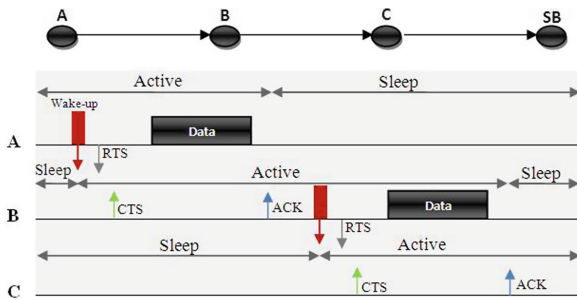 A B C SB
Active Sleep
Wake-up
Data
A
RTS
Sleep Active Sleep
Data
B
CTS ACK RTS
Sleep Active
C
CTS ACK